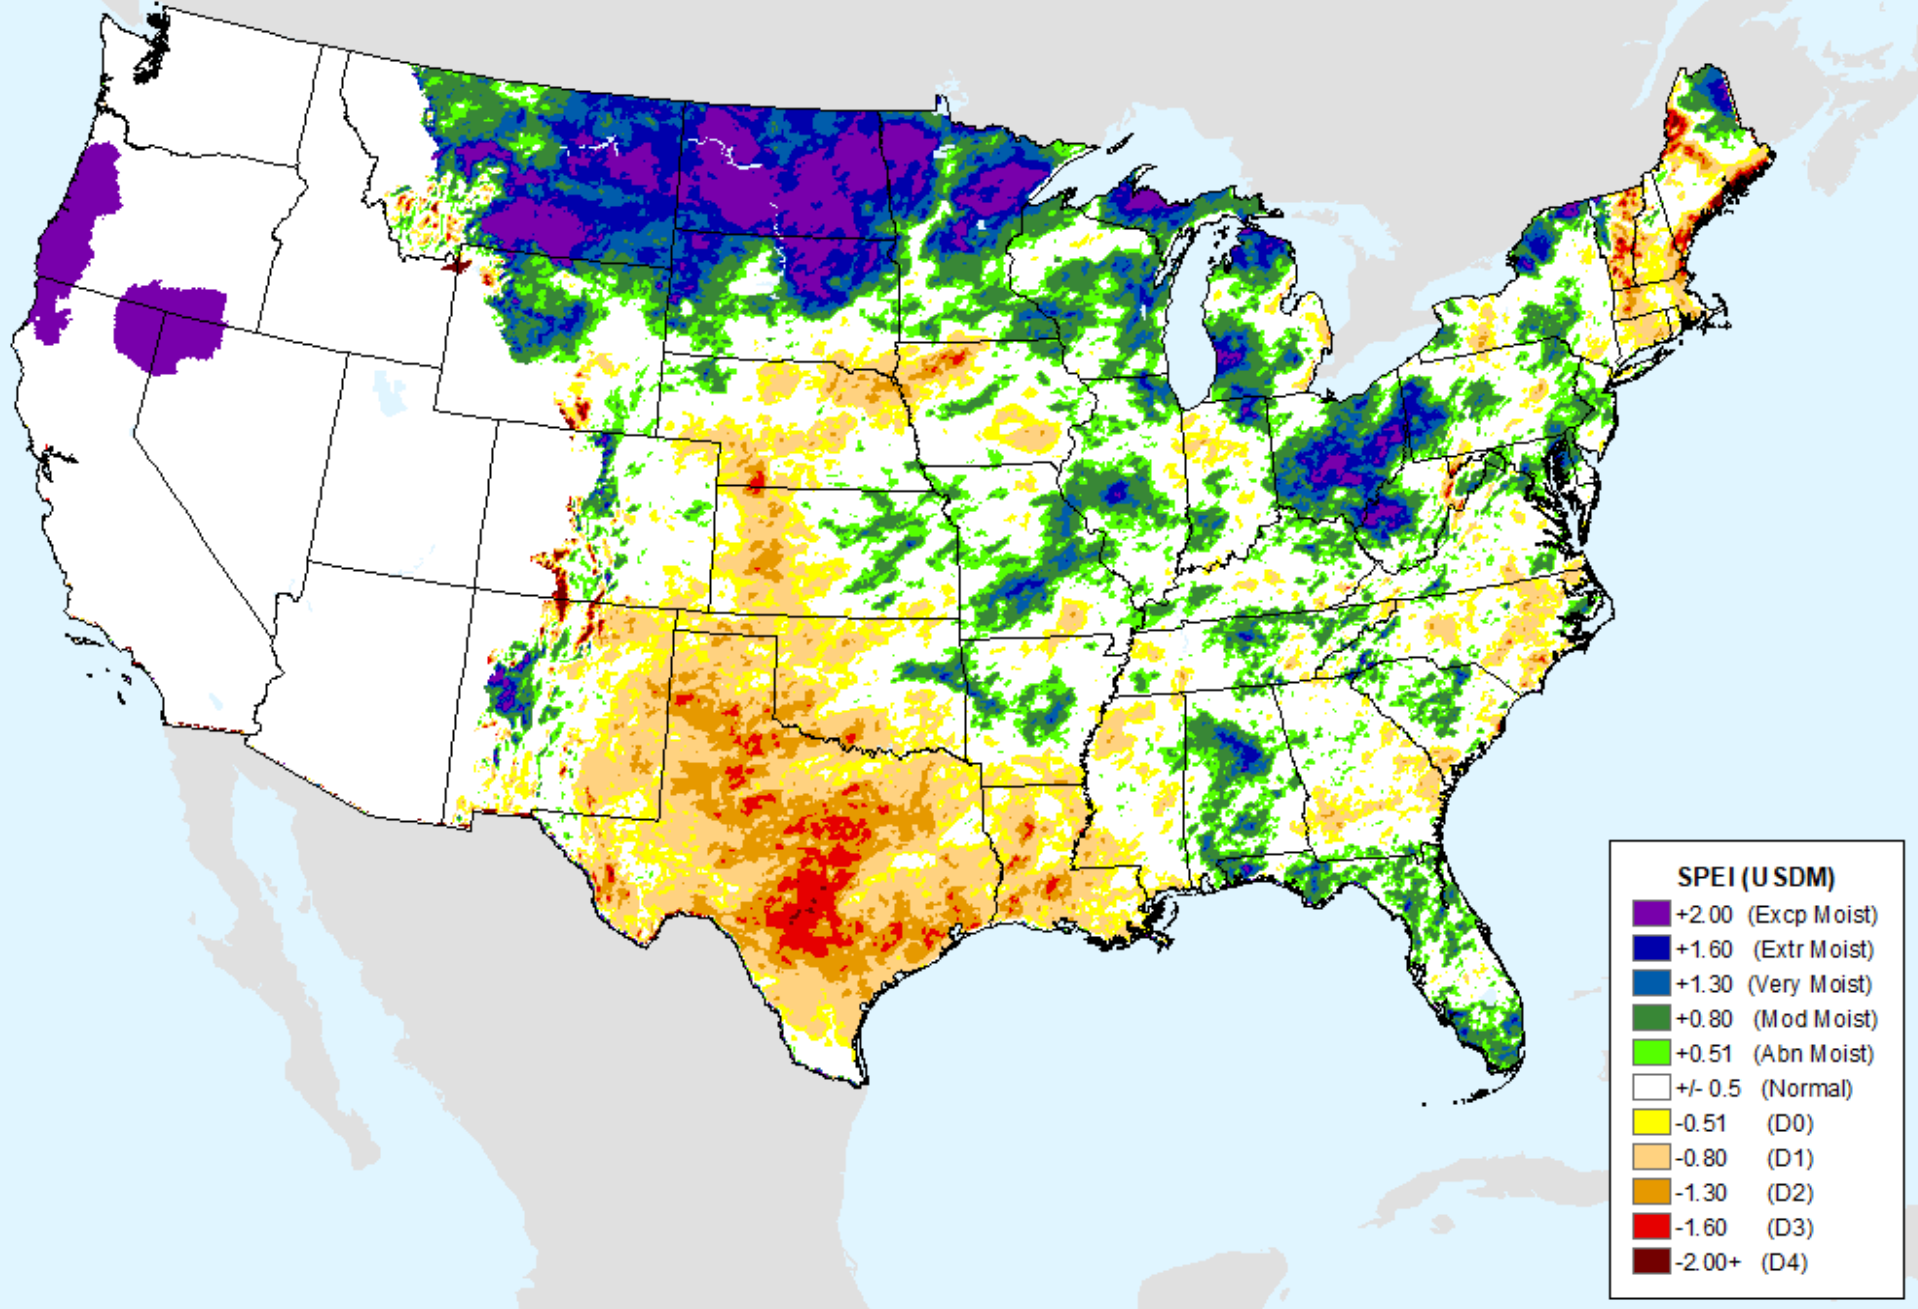 SPEI (USDM)
+2.00 (Excp Moist)
+1.60 (Extr Moist)
+1.30 (Very Moist)
+0.80 (Mod Moist)
+0.51 (Abn Moist)
+/- 0.5 (Normal)
-0.51 (D0)
-0.80 (D1)
-1.30 (D2)
-1.60 (D3)
-2.00+ (D4)